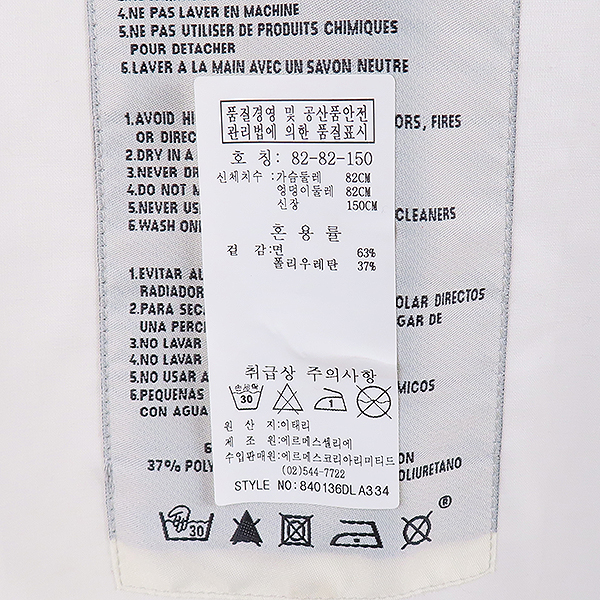 4.NE PAS LAVER EN MACHINE
5.NE PAS UTILISER DE PRODUITS CHIMIQUES
POUR DETACHER
6.LAVER A LA MAIN AVEC UN SAVON NEUTRE
1.AVOID
ORS, FIRES
OR DIREC
2.DRY IN A
3.NEVER
4.DO NOT
5.NEVER USE
CLEANERS
6.WASH
품질경영 및 공산품안전
관리법에 의한 품질표시
호 칭: 82-82-150
신체치수 :가슴둘레 82CM
엉덩이둘레 82CM
신장 150CM
혼 용 률
겉 감:면 63%
폴리우레탄 37%
1.EVITAR
RADIADOR
OLAR DIRECTOS
2.PARA
GAR DE
UNA
3.NO LAVAR
4.NO LAVAR
5.NO USAR A
MICOS
6.PEQUENAS
CON AGUA
취급상 주의사항
30
1
원 산 지:이태리
제 조 원:에르메스셀리에
수입판매원:에르메스코리아리미티드
(02)544-7722
STYLE NO:840136DLA334
37% POLY
ON
OLIURETANO
30
®